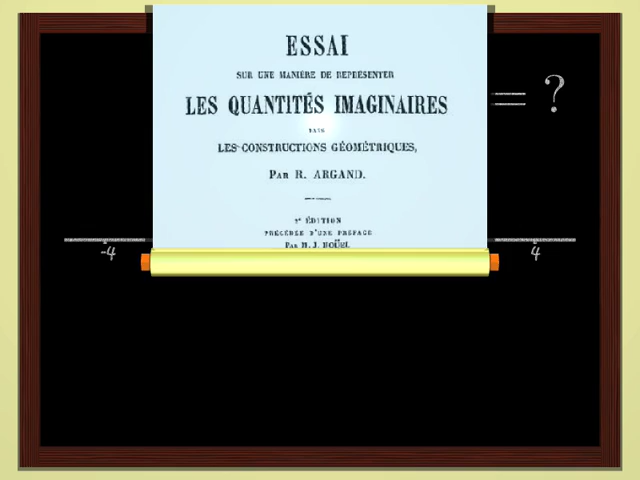 ESSAI
SUR UNE MANIÈRE DE REPRÉSENTER
LES QUANTITÉS IMAGINAIRES
DANS
LES CONSTRUCTIONS GÉOMÉTRIQUES,
PAR R. ARGAND.
= ?
2e ÉDITION
PRÉCÉDÉE D'UNE PRÉFACE
PAR M. J. HOÜEL
-4 4